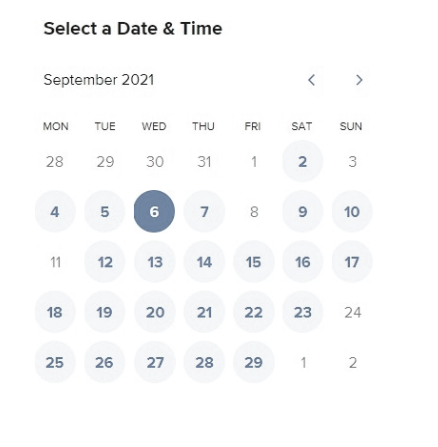 Select a Date & Time
September 2021
MON TUE WED THU FRI SAT SUN
28 29 30 31 1 2 3
4 5 6 7 8 9 10
11 12 13 14 15 16 17
18 19 20 21 22 23 24
25 26 27 28 29 1 2